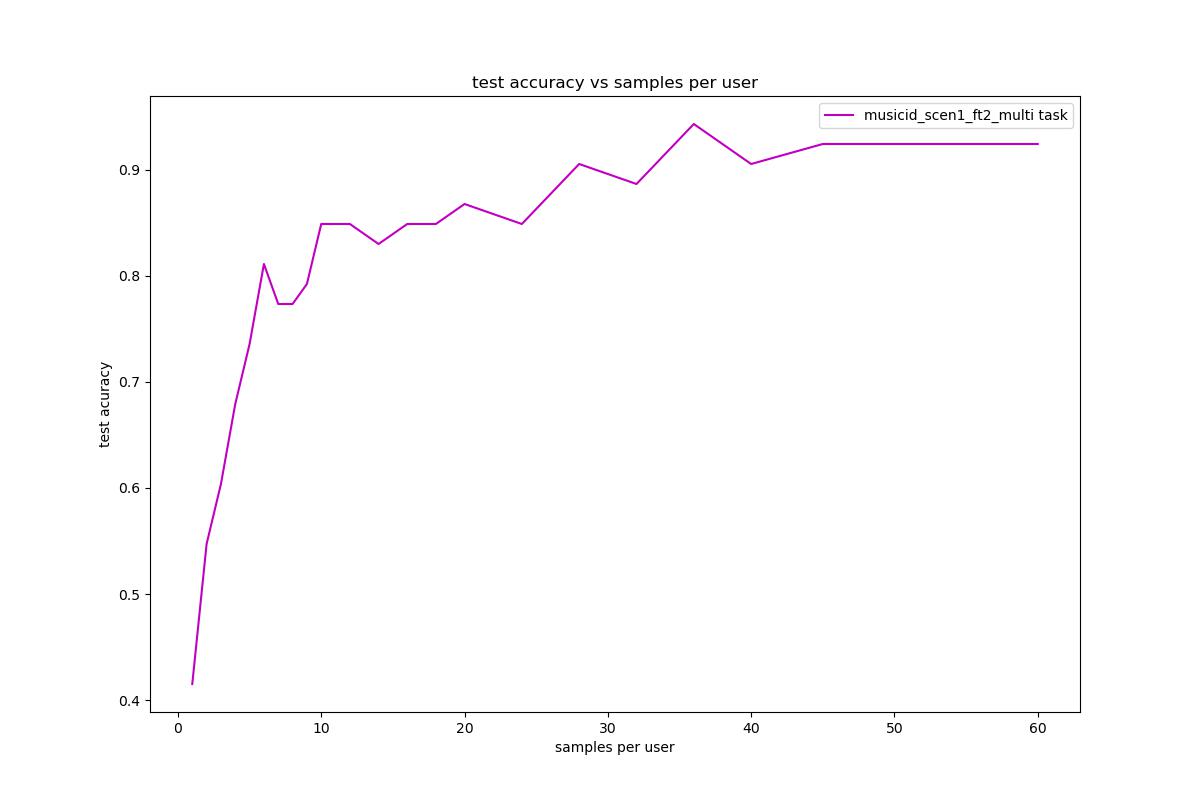 test accuracy vs samples per user
musicid_scen1_ft2_multi task
test acuracy
0.9
0.8
0.7
0.6
0.5
0.4
0 10 20 30 40 50 60
samples per user